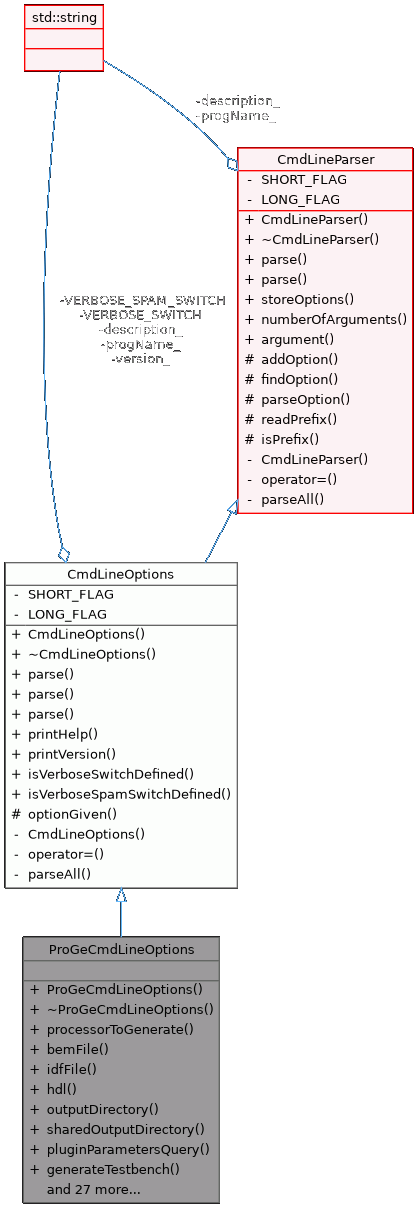 std::string
-description_
-progName_
CmdLineParser
- SHORT_FLAG
- LONG_FLAG
+ CmdLineParser()
+ ~CmdLineParser()
+ parse()
+ parse()
+ storeOptions()
+ numberOfArguments()
+ argument()
# addOption()
# findOption()
# parseOption()
# readPrefix()
# isPrefix()
- CmdLineParser()
- operator=()
- parseAll()
-VERBOSE_SPAM_SWITCH
-VERBOSE_SWITCH
-description_
-progName_
-version_
CmdLineOptions
- SHORT_FLAG
- LONG_FLAG
+ CmdLineOptions()
+ ~CmdLineOptions()
+ parse()
+ parse()
+ parse()
+ printHelp()
+ printVersion()
+ isVerboseSwitchDefined()
+ isVerboseSpamSwitchDefined()
# optionGiven()
- CmdLineOptions()
- operator=()
- parseAll()
ProGeCmdLineOptions
+ ProGeCmdLineOptions()
+ ~ProGeCmdLineOptions()
+ processorToGenerate()
+ bemFile()
+ idfFile()
+ hdl()
+ outputDirectory()
+ sharedOutputDirectory()
+ pluginParametersQuery()
+ generateTestbench()
and 27 more...